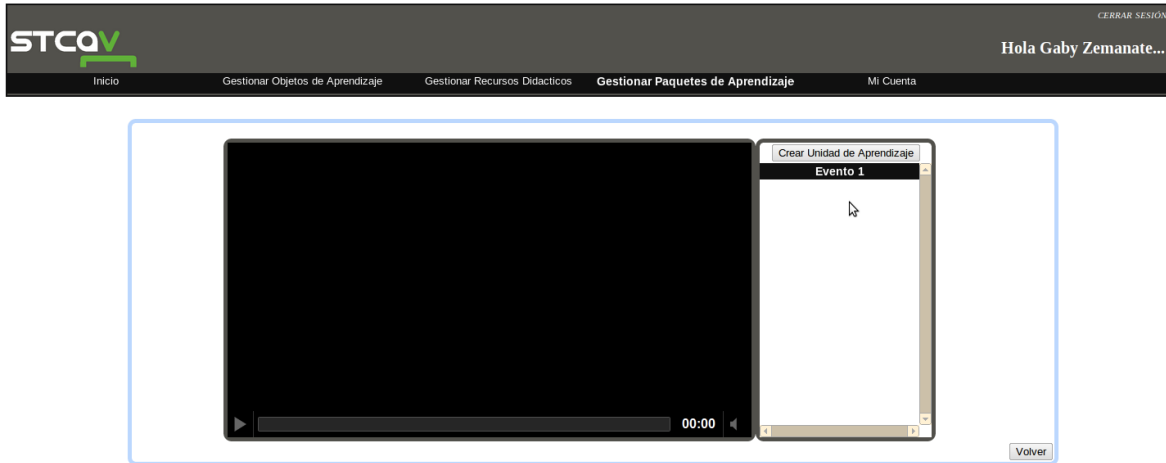 CERRAR SESIÓN
STCAV
Hola Gaby Zemanate...
Inicio Gestionar Objetos de Aprendizaje Gestionar Recursos Didacticos Gestionar Paquetes de Aprendizaje Mi Cuenta
Crear Unidad de Aprendizaje
Evento 1
00:00
Volver